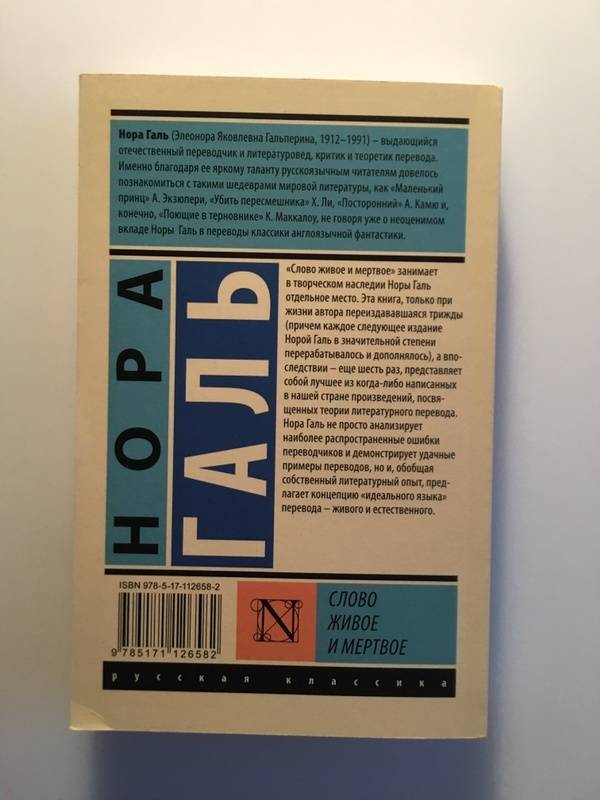 Нора Галь (Элеонора Яковлевна Гальперина, 1912–1991) – выдающийся
отечественный переводчик и литературовед, критик и теоретик перевода.
Именно благодаря ее яркому таланту русскоязычным читателям довелось
познакомиться с такими шедеврами мировой литературы, как «Маленький
принц» А. Экзюпери, «Убить пересмешника» Х. Ли, «Посторонний» А. Камю и,
конечно, «Поющие в терновнике» К. Маккалоу, не говоря уже о неоценимом
вкладе Норы Галь в переводы классики англоязычной фантастики.
НОРА
ГАЛЬ
«Слово живое и мертвое» занимает
в творческом наследии Норы Галь
отдельное место. Эта книга, только при
жизни автора переиздававшаяся трижды
(причем каждое следующее издание
Норой Галь в значительной степени
перерабатывалось и дополнялось), а впо-
следствии – еще шесть раз, представляет
собой лучшее из когда-либо написанных
в нашей стране произведений, посвя-
щенных теории литературного перевода.
Нора Галь не просто анализирует
наиболее распространенные ошибки
переводчиков и демонстрирует удачные
примеры переводов, но и, обобщая
собственный литературный опыт, пред-
лагает концепцию «идеального языка»
перевода – живого и естественного.
ISBN 978-5-17-112658-2
9 785171 126582
N
СЛОВО
ЖИВОЕ
И МЕРТВОЕ
русская классика